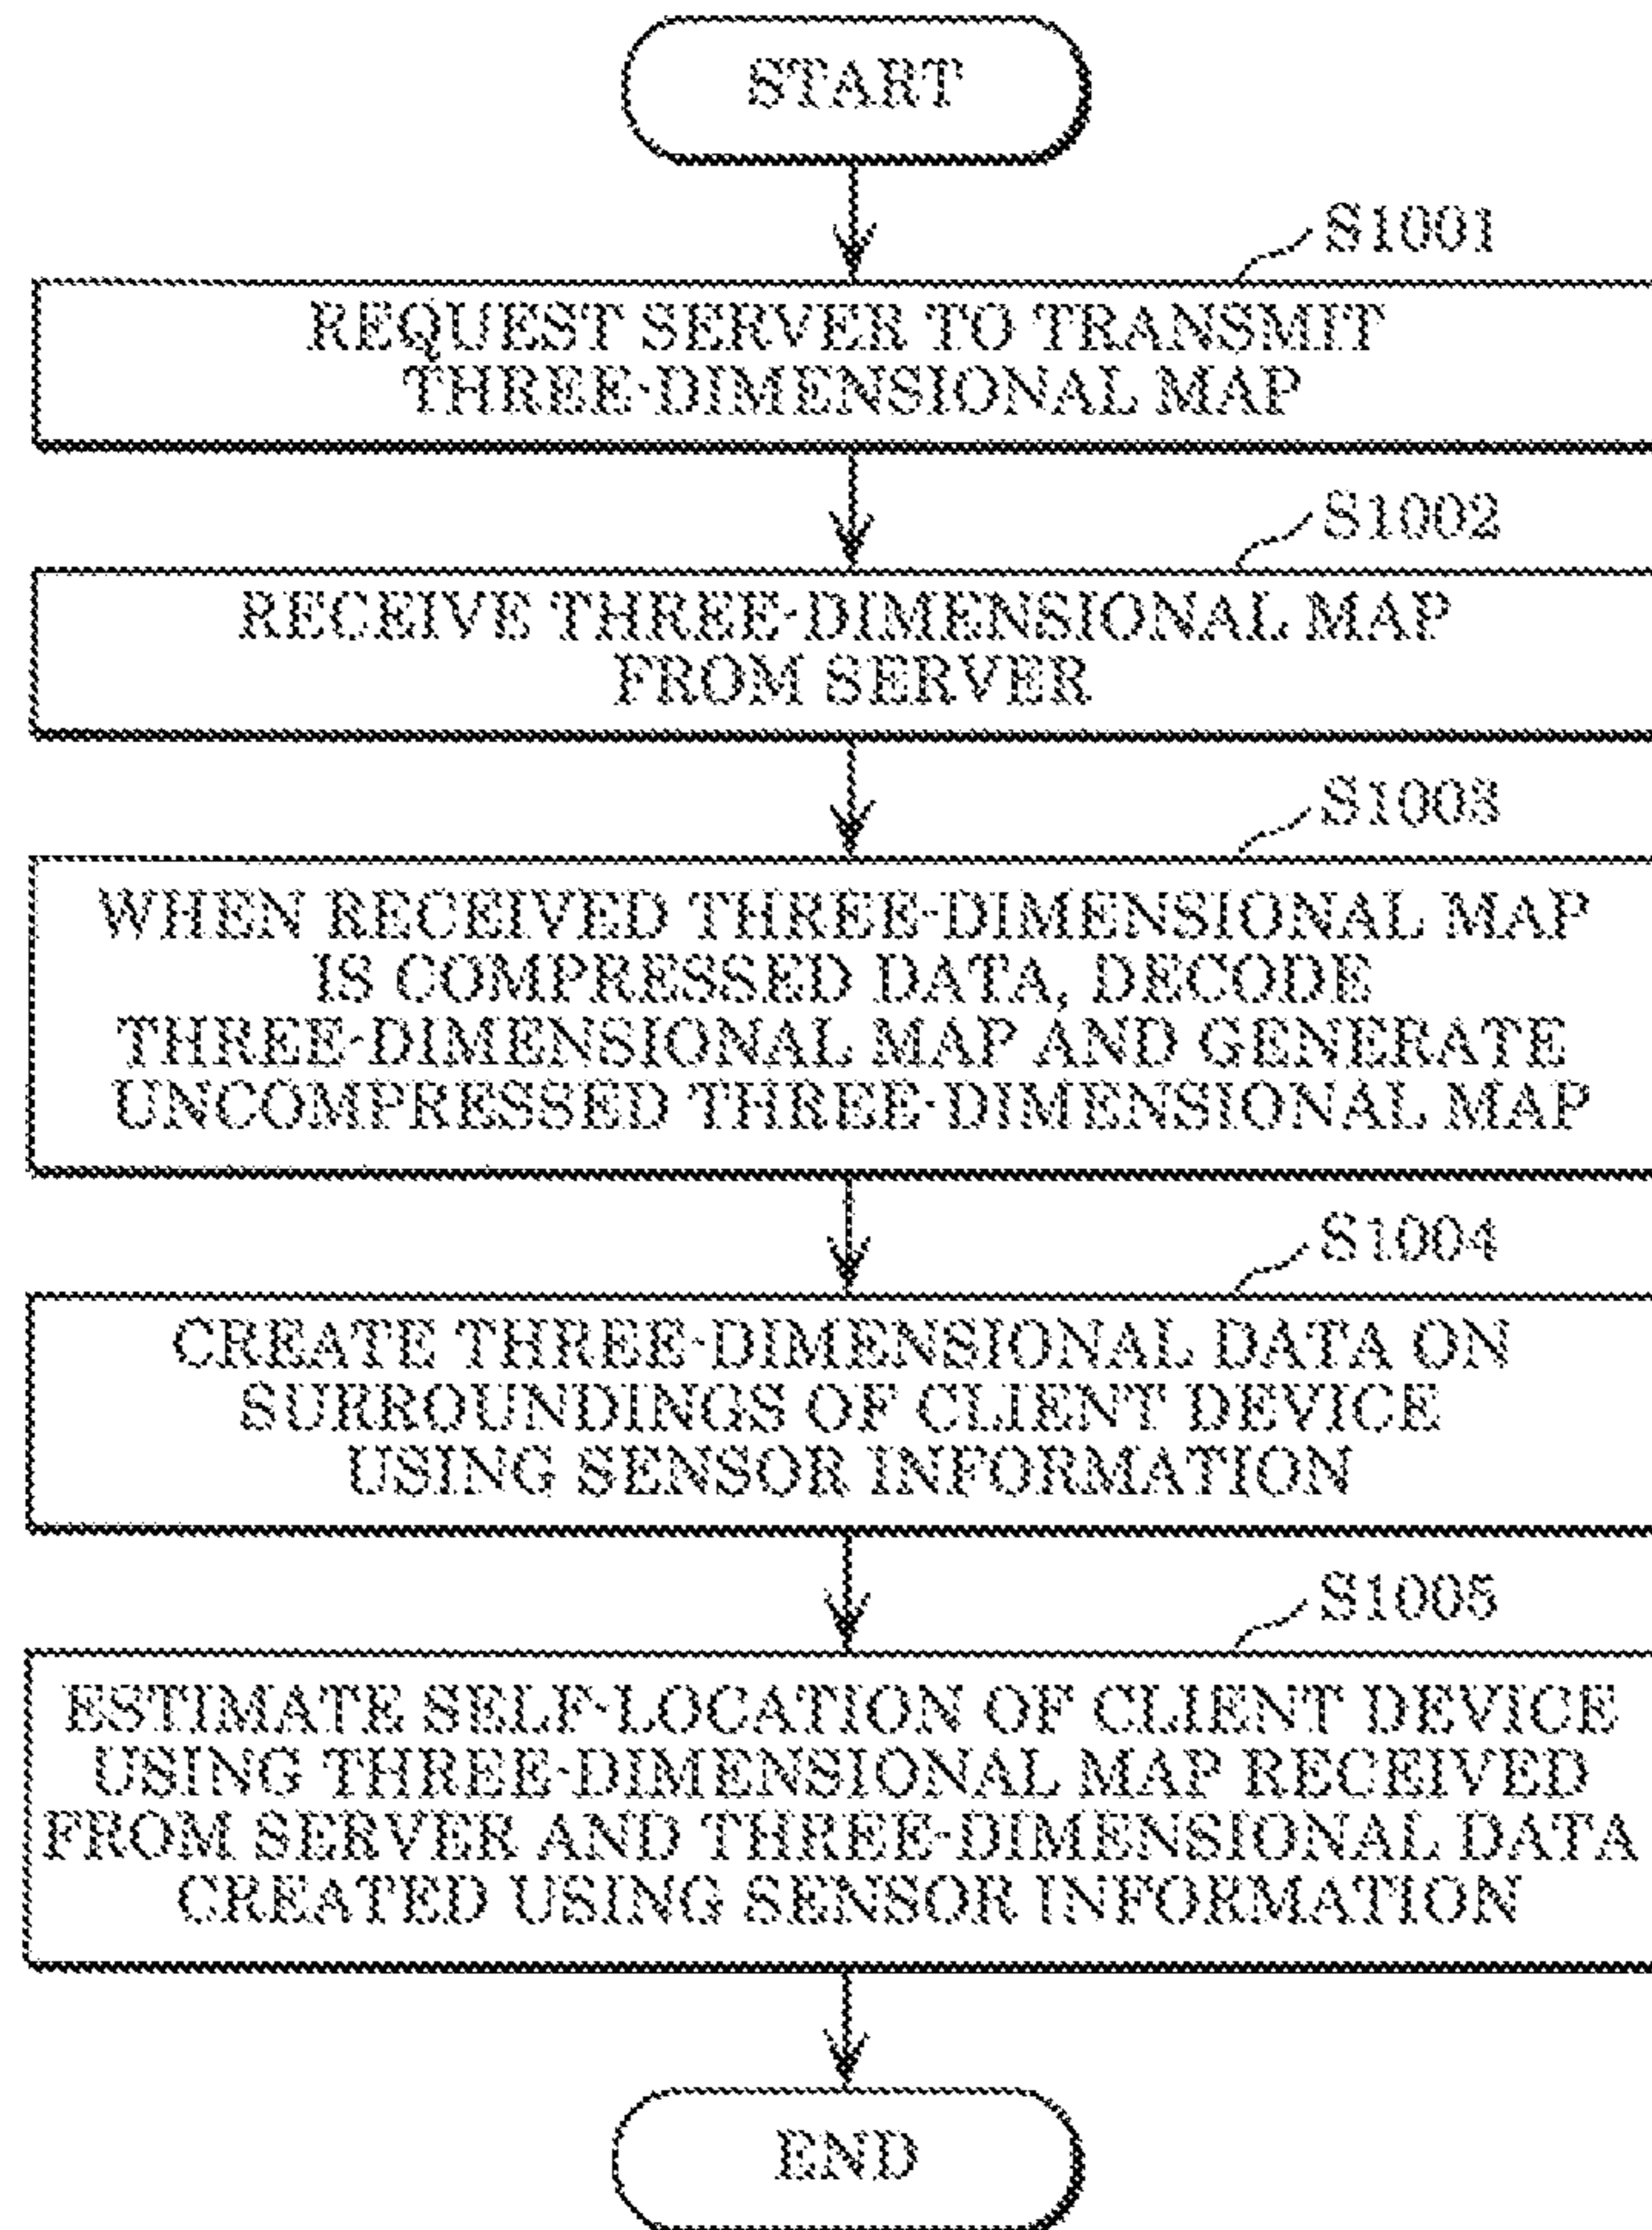 START
S1001
REQUEST SERVER TO TRANSMIT
THREE-DIMENSIONAL MAP
S1002
RECEIVE THREE-DIMENSIONAL MAP
FROM SERVER
S1003
WHEN RECEIVED THREE-DIMENSIONAL MAP
IS COMPRESSED DATA, DECODE
THREE-DIMENSIONAL MAP AND GENERATE
UNCOMPRESSED THREE-DIMENSIONAL MAP
S1004
CREATE THREE-DIMENSIONAL DATA ON
SURROUNDINGS OF CLIENT DEVICE
USING SENSOR INFORMATION
S1005
ESTIMATE SELF-LOCATION OF CLIENT DEVICE
USING THREE-DIMENSIONAL MAP RECEIVED
FROM SERVER AND THREE-DIMENSIONAL DATA
CREATED USING SENSOR INFORMATION
END